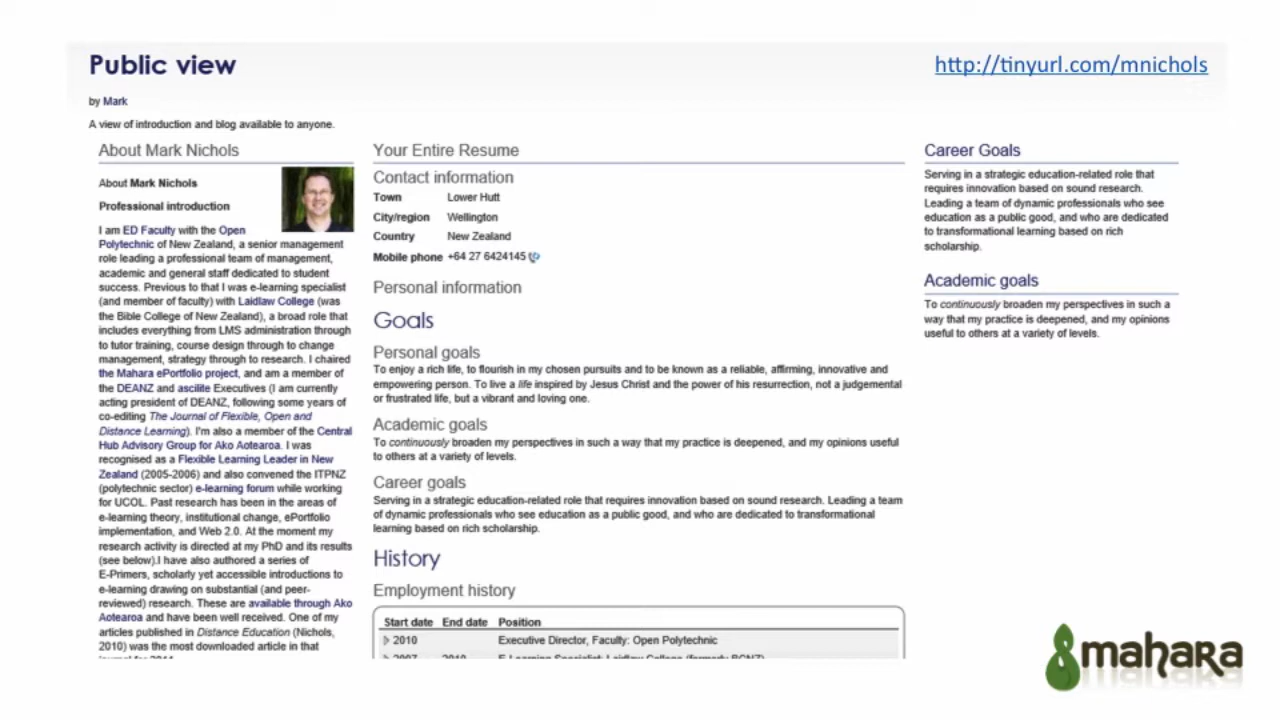 Public view
http://tinyurl.com/mnichols
by Mark
A view of introduction and blog available to anyone.
About Mark Nichols
About Mark Nichols
Professional introduction
I am ED Faculty with the Open
Polytechnic of New Zealand, a senior management
role leading a professional team of management,
academic and general staff dedicated to student
success. Previous to that I was e-learning specialist
(and member of faculty) with Laidlaw College (was
the Bible College of New Zealand), a broad role that
includes everything from LMS administration through
to tutor training, course design through to change
management, strategy through to research. I chaired
the Mahara ePortfolio project, and am a member of
the DEANZ and ascilite Executives (I am currently
acting president of DEANZ, following some years of
co-editing The Journal of Flexible, Open and
Distance Learning). I'm also a member of the Central
Hub Advisory Group for Ako Aotearoa. I was
recognised as a Flexible Learning Leader in New
Zealand (2005-2006) and also convened the ITPNZ
(polytechnic sector) e-learning forum while working
for UCOL. Past research has been in the areas of
e-learning theory, institutional change, ePortfolio
implementation, and Web 2.0. At the moment my
research activity is directed at my PhD and its results
(see below).I have also authored a series of
E-Primers, scholarly yet accessible introductions to
e-learning drawing on substantial (and peer-
reviewed) research. These are available through Ako
Aotearoa and have been well received. One of my
articles published in Distance Education (Nichols,
2010) was the most downloaded article in that
Your Entire Resume
Contact information
Town Lower Hutt
City/region Wellington
Country New Zealand
Mobile phone +64 27 6424145
Personal information
Goals
Personal goals
To enjoy a rich life, to flourish in my chosen pursuits and to be known as a reliable, affirming, innovative and
empowering person. To live a life inspired by Jesus Christ and the power of his resurrection, not a judgemental
or frustrated life, but a vibrant and loving one.
Academic goals
To continuously broaden my perspectives in such a way that my practice is deepened, and my opinions useful
to others at a variety of levels.
Career goals
Serving in a strategic education-related role that requires innovation based on sound research. Leading a team
of dynamic professionals who see education as a public good, and who are dedicated to transformational
learning based on rich scholarship.
History
Employment history
Start date End date Position
2010 Executive Director, Faculty: Open Polytechnic
Career Goals
Serving in a strategic education-related role that
requires innovation based on sound research.
Leading a team of dynamic professionals who see
education as a public good, and who are dedicated
to transformational learning based on rich
scholarship.
Academic goals
To continuously broaden my perspectives in such a
way that my practice is deepened, and my opinions
useful to others at a variety of levels.
mahara